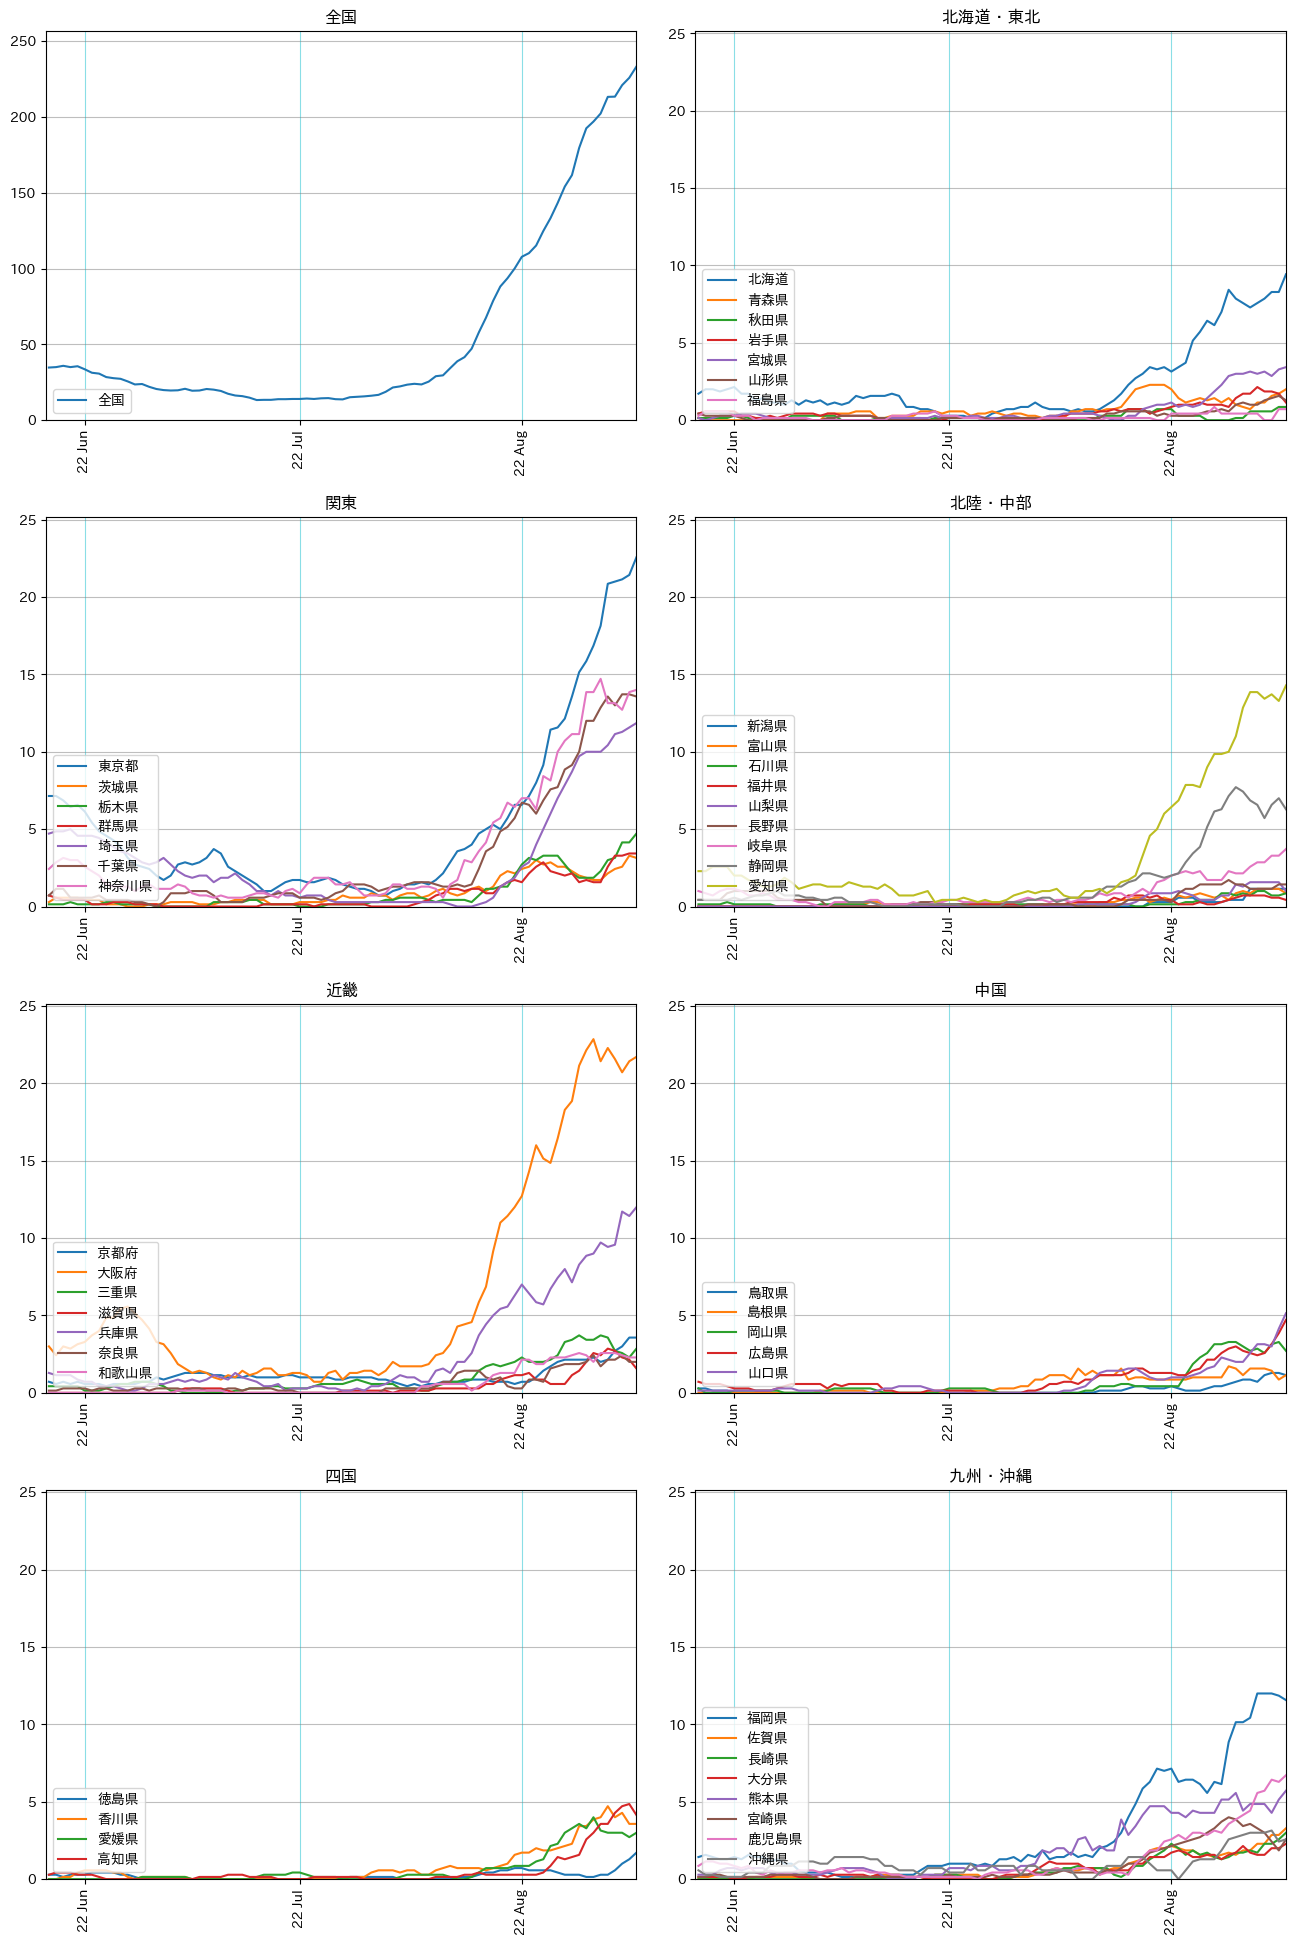 全国
250
200
150
100
50
0
全国
22 Jun
22 Jul
22 Aug
北海道・東北
25
20
15
10
5
0
北海道
青森県
秋田県
岩手県
宮城県
山形県
福島県
22 Jun
22 Jul
22 Aug
関東
25
20
15
10
5
0
東京都
茨城県
栃木県
群馬県
埼玉県
千葉県
神奈川県
22 Jun
22 Jul
22 Aug
北陸・中部
25
20
15
10
5
0
新潟県
富山県
石川県
福井県
山梨県
長野県
岐阜県
静岡県
愛知県
22 Jun
22 Jul
22 Aug
近畿
25
20
15
10
5
0
京都府
大阪府
三重県
滋賀県
兵庫県
奈良県
和歌山県
22 Jun
22 Jul
22 Aug
中国
25
20
15
10
5
0
鳥取県
島根県
岡山県
広島県
山口県
22 Jun
22 Jul
22 Aug
四国
25
20
15
10
5
0
徳島県
香川県
愛媛県
高知県
22 Jun
22 Jul
22 Aug
九州・沖縄
25
20
15
10
5
0
福岡県
佐賀県
長崎県
大分県
熊本県
宮崎県
鹿児島県
沖縄県
22 Jun
22 Jul
22 Aug